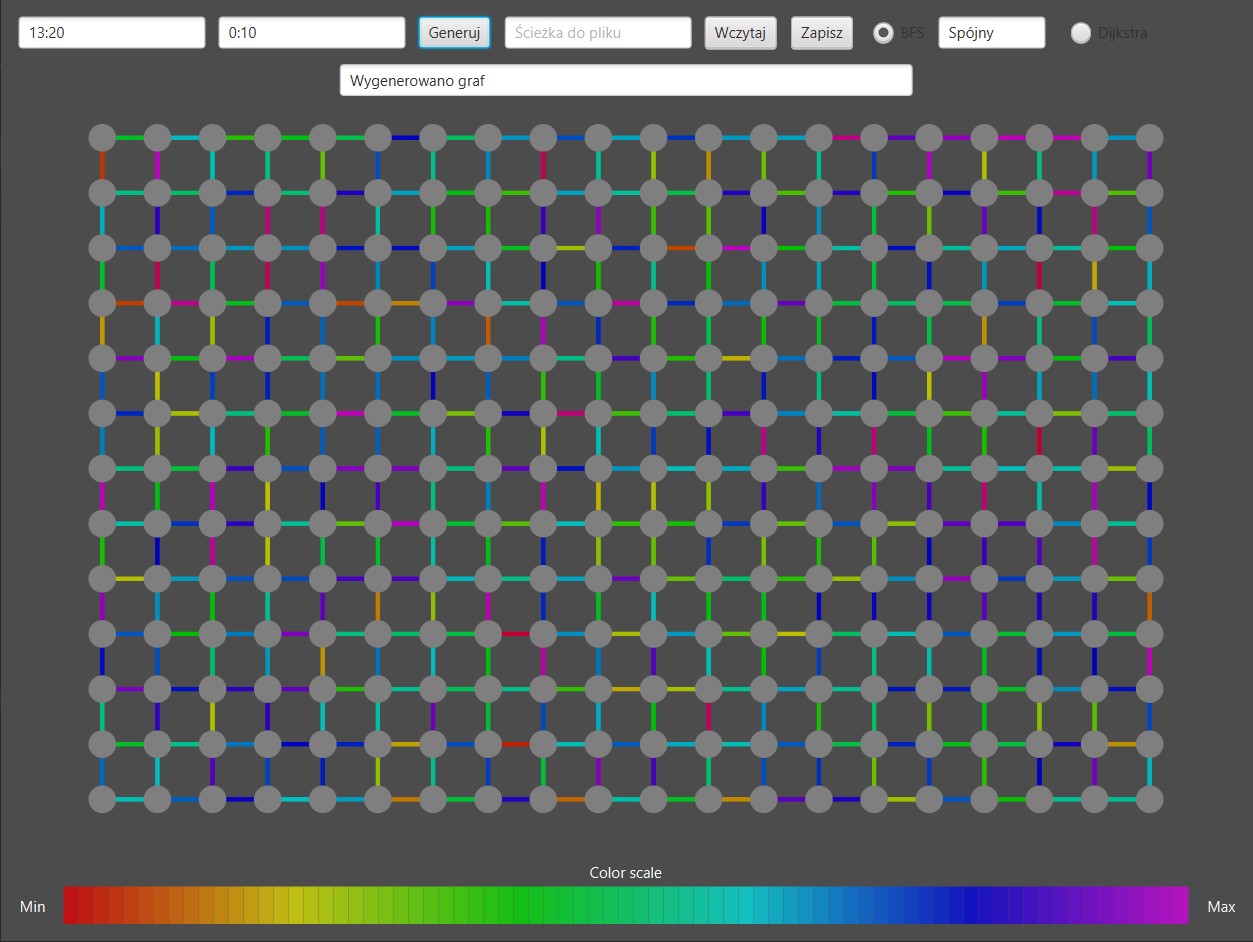 13:20 0:10 Generuj Ścieżka do pliku Wczytaj Zapisz BFS Spójny Dijkstra
Wygenerowano graf
Color scale
Min Max